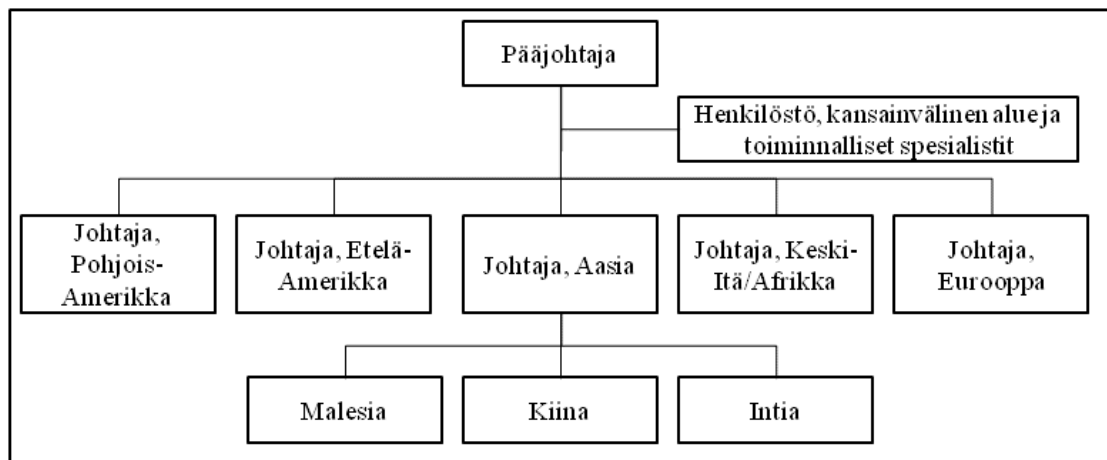 Pääjohtaja
Henkilöstö, kansainvälinen alue ja
toiminnalliset spesialistit
Johtaja,
Pohjois-
Amerikka
Johtaja, Etelä-
Amerikka
Johtaja, Aasia
Johtaja, Keski-
Itä/Afrikka
Johtaja,
Eurooppa
Malesia
Kiina
Intia